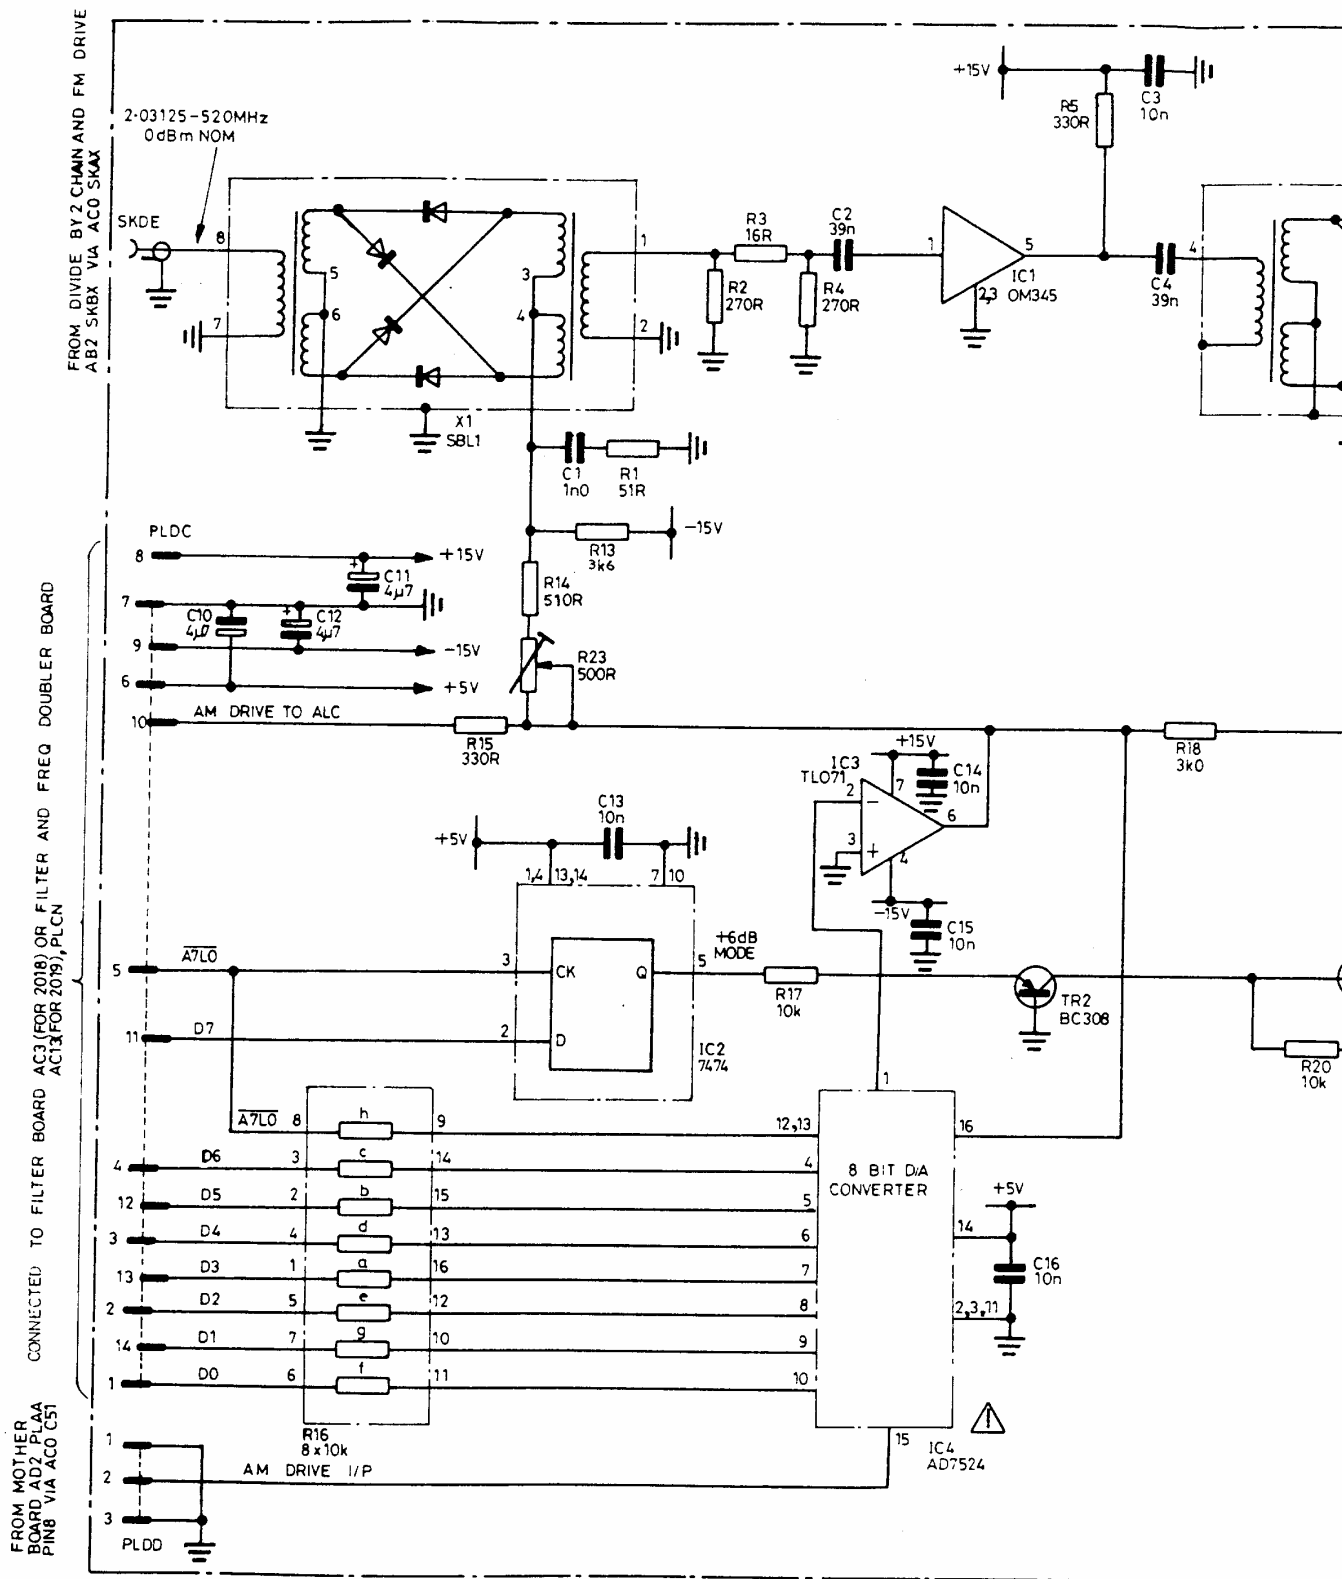 FROM DIVIDE BY 2 CHAIN AND FM DRIVE
AB2 SKBX VIA AC0 SKAX
2·03125-520MHz
0dBm NOM
SKDE
8
7
5
6
3
4
1
2
X1
SBL1
R3
16R
C2
39n
R2
270R
R4
270R
1
5
2,3
IC1
OM345
+15V
R5
330R
C3
10n
C4
39n
4
C1
1n0
R1
51R
R13
3k6
-15V
R14
510R
R23
500R
PLDC
8
+15V
+
C11
4µ7
7
C10
4µ7
+
C12
4µ7
9
-15V
6
+5V
10
AM DRIVE TO ALC
R15
330R
R18
3k0
IC3
TL071
+15V
C14
10n
2
-
7
6
3
+
4
-15V
C15
10n
+5V
C13
10n
1,4
13,14
7
10
CONNECTED TO FILTER BOARD AC3 (FOR 2018) OR FILTER AND FREQ DOUBLER BOARD
AC13(FOR 2019), PLCN
5
A7L0
3
CK
Q
5
+6dB
MODE
R17
10k
TR2
BC308
R20
10k
11
D7
2
D
IC2
7474
A7L0
8
h
9
12,13
1
16
4
D6
3
c
14
4
8 BIT D/A
CONVERTER
12
D5
2
b
15
5
+5V
3
D4
4
d
13
6
14
13
D3
1
a
16
7
C16
10n
2
D2
5
e
12
8
2,3,11
14
D1
7
g
10
9
1
D0
6
f
11
10
R16
8x10k
15
IC4
AD7524
FROM MOTHER
BOARD AD2 PLAA
PIN8 VIA AC0 C51
1
2
AM DRIVE I/P
3
PLDD